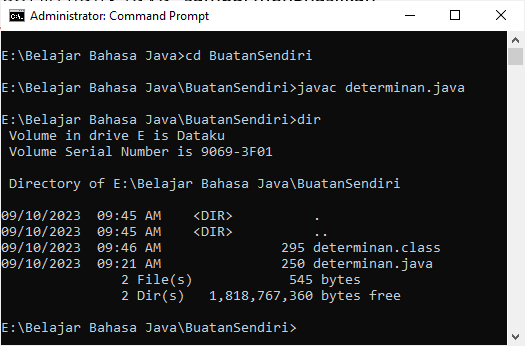 Administrator: Command Prompt
E:\Belajar Bahasa Java>cd BuatanSendiri
E:\Belajar Bahasa Java\BuatanSendiri>javac determinan.java
E:\Belajar Bahasa Java\BuatanSendiri>dir
 Volume in drive E is Dataku
 Volume Serial Number is 9069-3F01
 Directory of E:\Belajar Bahasa Java\BuatanSendiri
09/10/2023  09:45 AM    <DIR>          .
09/10/2023  09:45 AM    <DIR>          ..
09/10/2023  09:46 AM               295 determinan.class
09/10/2023  09:21 AM               250 determinan.java
               2 File(s)            545 bytes
               2 Dir(s)   1,818,767,360 bytes free
E:\Belajar Bahasa Java\BuatanSendiri>